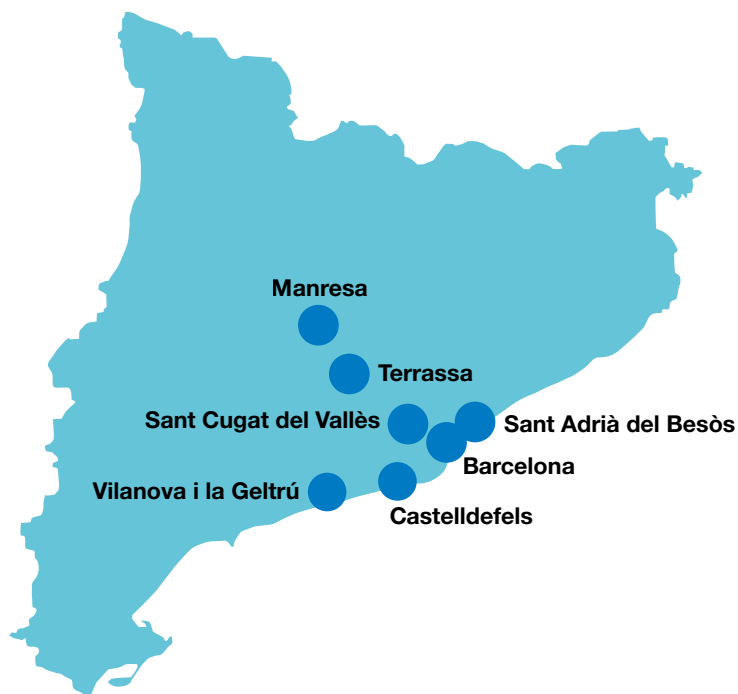 Manresa
Terrassa
Sant Cugat del Vallès
Sant Adrià del Besòs
Barcelona
Vilanova i la Geltrú
Castelldefels